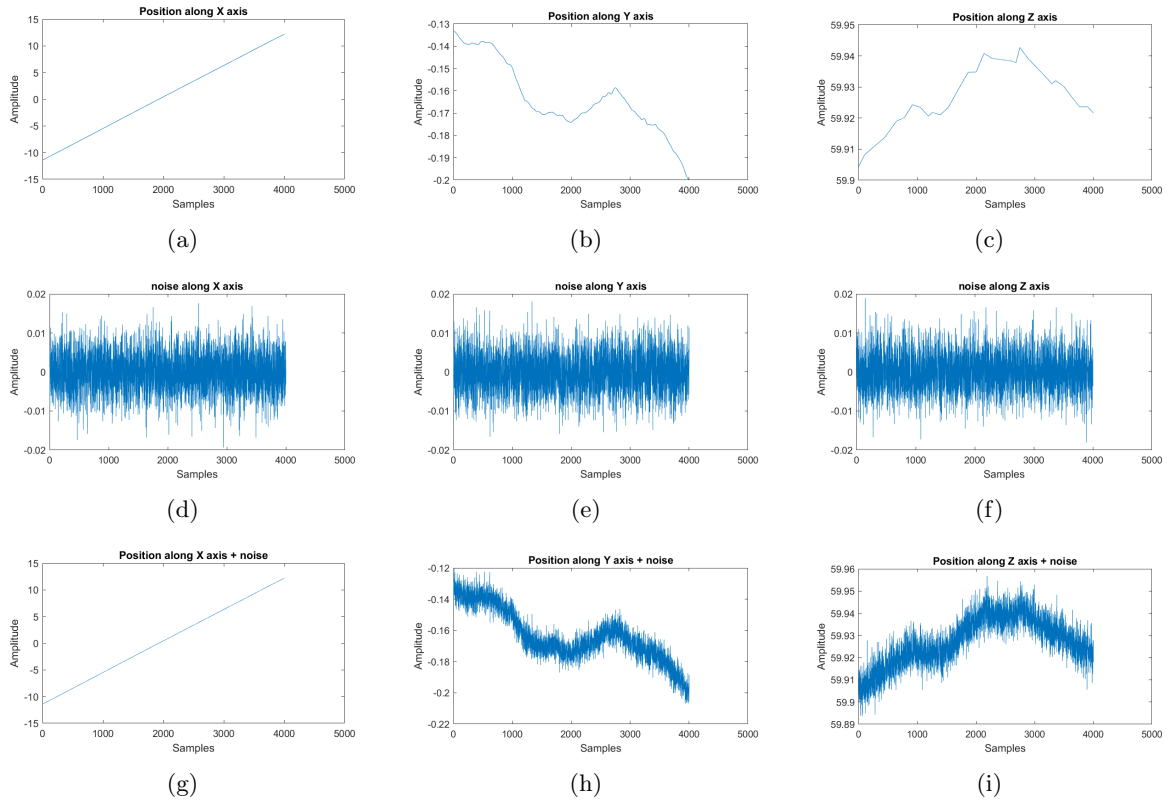 Position along X axis
Amplitude
15
10
5
0
-5
-10
-15
0 1000 2000 3000 4000 5000
Samples
(a)
Position along Y axis
Amplitude
-0.13
-0.14
-0.15
-0.16
-0.17
-0.18
-0.19
-0.2
0 1000 2000 3000 4000 5000
Samples
(b)
Position along Z axis
Amplitude
59.95
59.94
59.93
59.92
59.91
59.9
0 1000 2000 3000 4000 5000
Samples
(c)
noise along X axis
Amplitude
0.02
0.01
0
-0.01
-0.02
0 1000 2000 3000 4000 5000
Samples
(d)
noise along Y axis
Amplitude
0.02
0.01
0
-0.01
-0.02
0 1000 2000 3000 4000 5000
Samples
(e)
noise along Z axis
Amplitude
0.02
0.01
0
-0.01
-0.02
0 1000 2000 3000 4000 5000
Samples
(f)
Position along X axis + noise
Amplitude
15
10
5
0
-5
-10
-15
0 1000 2000 3000 4000 5000
Samples
(g)
Position along Y axis + noise
Amplitude
-0.12
-0.14
-0.16
-0.18
-0.2
-0.22
0 1000 2000 3000 4000 5000
Samples
(h)
Position along Z axis + noise
Amplitude
59.96
59.95
59.94
59.93
59.92
59.91
59.9
59.89
0 1000 2000 3000 4000 5000
Samples
(i)